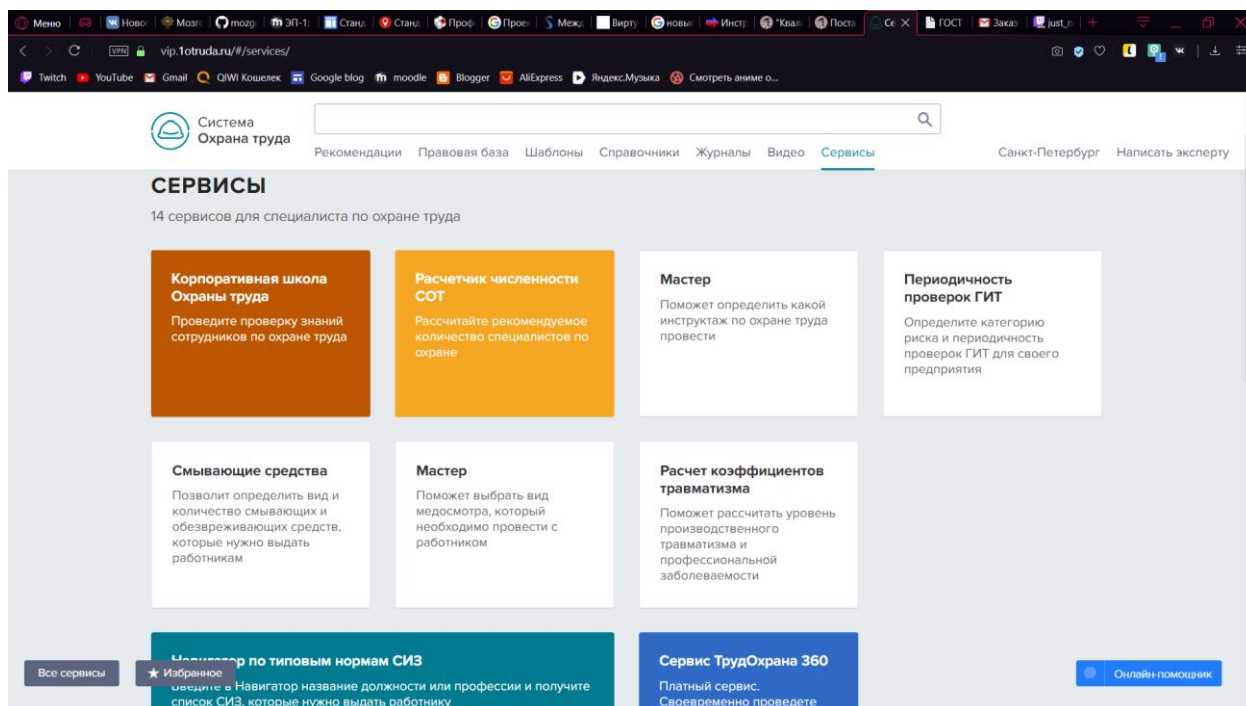 Меню
Новос
Мозго
mozg
ЭП-1:
Станд
Станд
Проф
Прое
Межд
Вирту
новы
Инстр
"Квал
Поста
Се
ГОСТ
Заказ
just_n
VPN
vip.1otruda.ru/#/services/
Twitch
YouTube
Gmail
QIWI Кошелек
Google blog
moodle
Blogger
AliExpress
Яндекс.Музыка
Смотреть аниме о...
Система
Охрана труда
Рекомендации
Правовая база
Шаблоны
Справочники
Журналы
Видео
Сервисы
Санкт-Петербург
Написать эксперту
СЕРВИСЫ
14 сервисов для специалиста по охране труда
Корпоративная школа
Охраны труда
Проведите проверку знаний
сотрудников по охране труда
Расчетчик численности
СОТ
Рассчитайте рекомендуемое
количество специалистов по
охране
Мастер
Поможет определить какой
инструктаж по охране труда
провести
Периодичность
проверок ГИТ
Определите категорию
риска и периодичность
проверок ГИТ для своего
предприятия
Смывающие средства
Позволит определить вид и
количество смывающих и
обезвреживающих средств,
которые нужно выдать
работникам
Мастер
Поможет выбрать вид
медосмотра, который
необходимо провести с
работником
Расчет коэффициентов
травматизма
Поможет рассчитать уровень
производственного
травматизма и
профессиональной
заболеваемости
Навигатор по типовым нормам СИЗ
Введите в Навигатор название должности или профессии и получите
список СИЗ, которые нужно выдать работнику
Сервис ТрудОхрана 360
Платный сервис.
Своевременно проведете
Все сервисы
Избранное
Онлайн-помощник